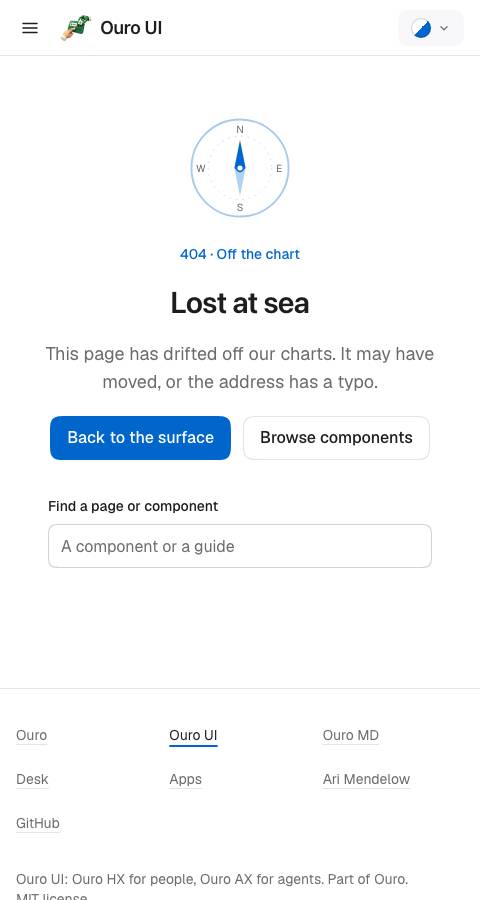 Ouro UI
N
W
E
S
404 · Off the chart
Lost at sea
This page has drifted off our charts. It may have
moved, or the address has a typo.
Back to the surface
Browse components
Find a page or component
A component or a guide
Ouro
Ouro UI
Ouro MD
Desk
Apps
Ari Mendelow
GitHub
Ouro UI: Ouro HX for people, Ouro AX for agents. Part of Ouro.
MIT license